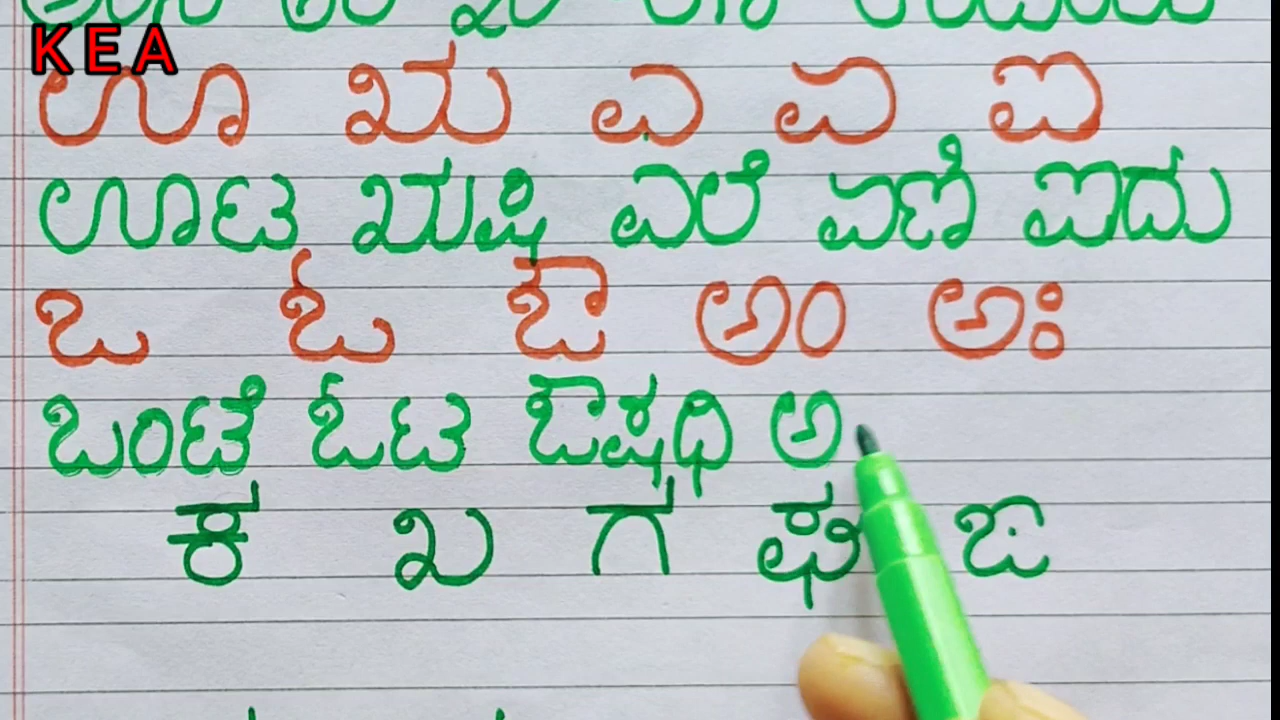 KEA
ಊ ಋ ಎ ಏ ಐ
ಊಟ ಋಷಿ ಎಲೆ ಏಣಿ ಐದು
ಒ ಓ ಔ ಅಂ ಅಃ
ಒಂಟೆ ಓಟ ಔಷಧಿ ಅ
ಕ ಖ ಗ ಘ ಙ